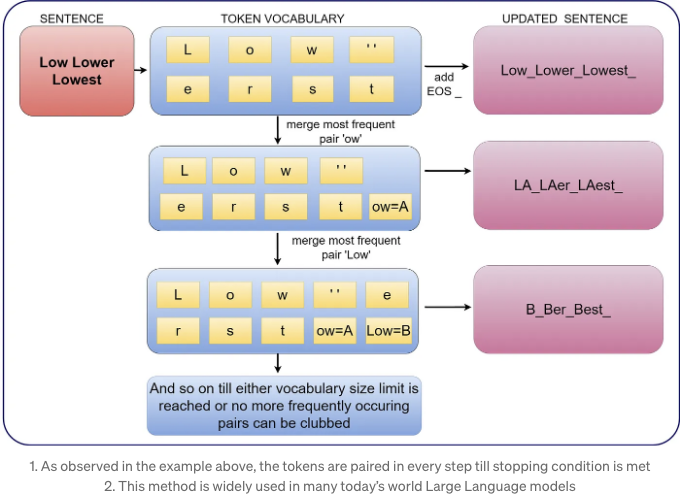 SENTENCE
TOKEN VOCABULARY
UPDATED SENTENCE
Low Lower
Lowest
L o w ' '
e r s t
add
EOS _
Low_Lower_Lowest_
merge most frequent
pair 'ow'
L o w ' '
e r s t ow=A
LA_LAer_LAest_
merge most frequent
pair 'Low'
L o w ' ' e
r s t ow=A Low=B
B_Ber_Best_
And so on till either vocabulary size limit is
reached or no more frequently occuring
pairs can be clubbed
1. As observed in the example above, the tokens are paired in every step till stopping condition is met
2. This method is widely used in many today's world Large Language models